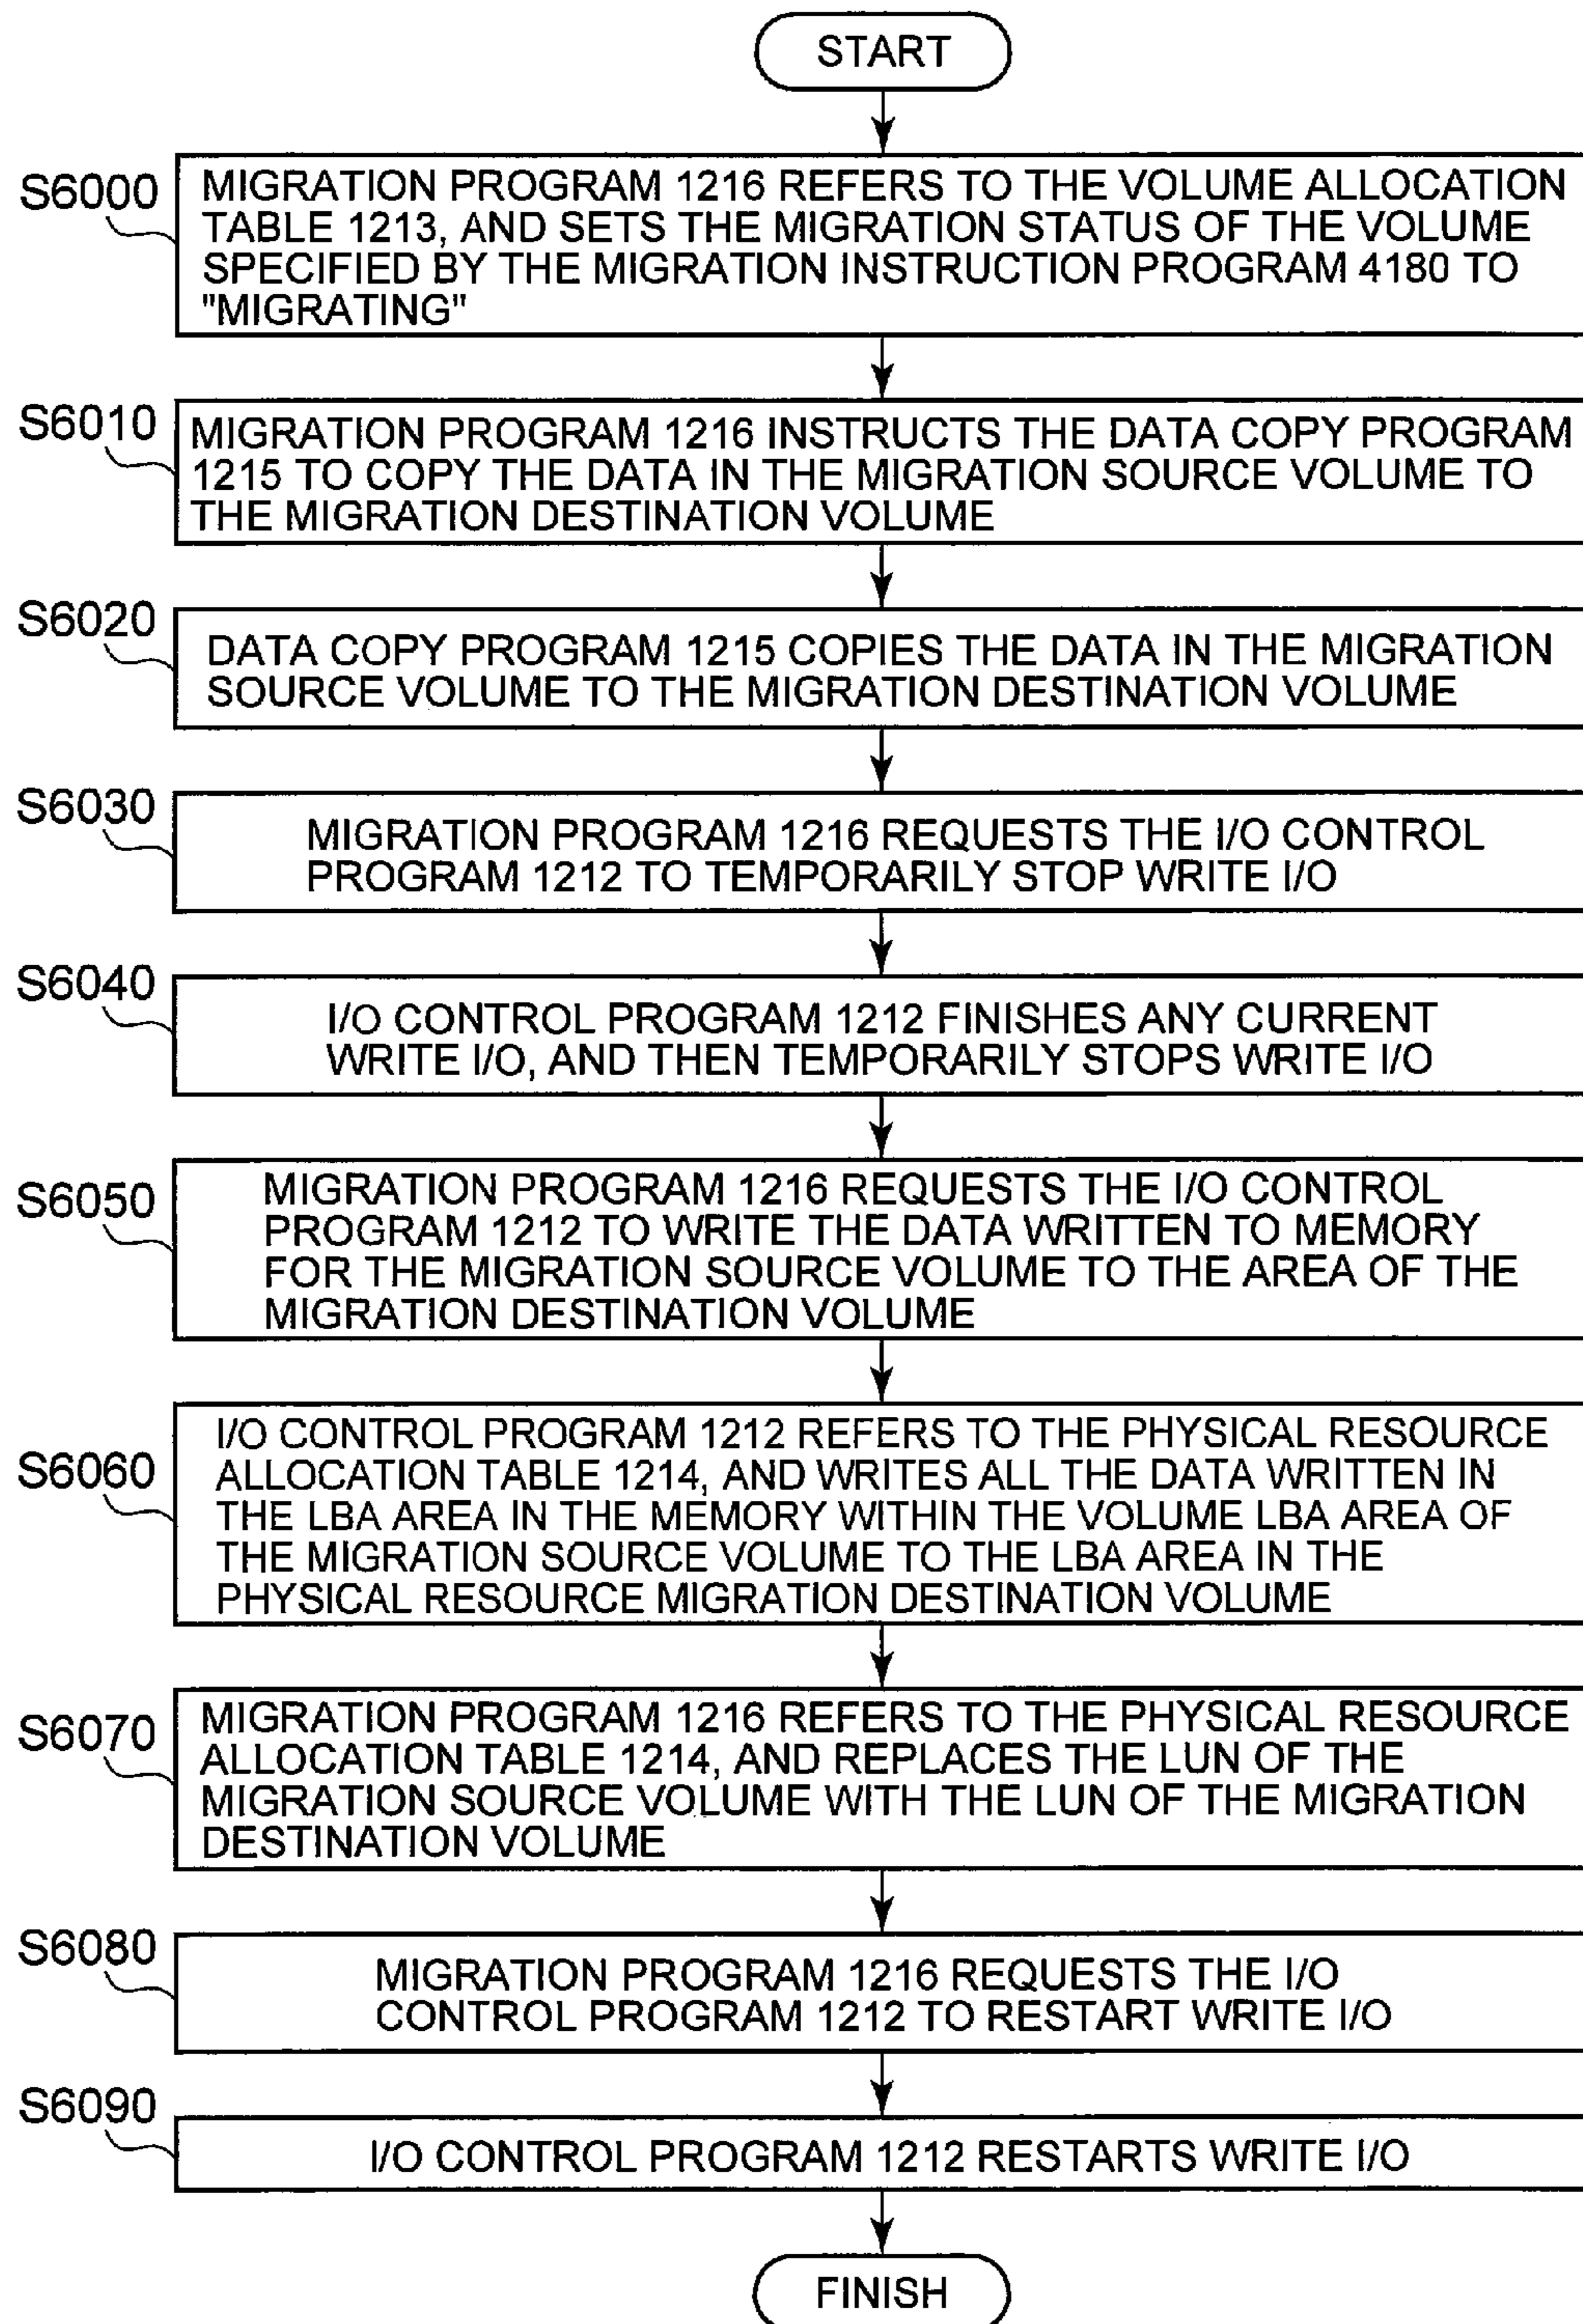 START
S6000
MIGRATION PROGRAM 1216 REFERS TO THE VOLUME ALLOCATION
TABLE 1213, AND SETS THE MIGRATION STATUS OF THE VOLUME
SPECIFIED BY THE MIGRATION INSTRUCTION PROGRAM 4180 TO
"MIGRATING"
S6010
MIGRATION PROGRAM 1216 INSTRUCTS THE DATA COPY PROGRAM
1215 TO COPY THE DATA IN THE MIGRATION SOURCE VOLUME TO
THE MIGRATION DESTINATION VOLUME
S6020
DATA COPY PROGRAM 1215 COPIES THE DATA IN THE MIGRATION
SOURCE VOLUME TO THE MIGRATION DESTINATION VOLUME
S6030
MIGRATION PROGRAM 1216 REQUESTS THE I/O CONTROL
PROGRAM 1212 TO TEMPORARILY STOP WRITE I/O
S6040
I/O CONTROL PROGRAM 1212 FINISHES ANY CURRENT
WRITE I/O, AND THEN TEMPORARILY STOPS WRITE I/O
S6050
MIGRATION PROGRAM 1216 REQUESTS THE I/O CONTROL
PROGRAM 1212 TO WRITE THE DATA WRITTEN TO MEMORY
FOR THE MIGRATION SOURCE VOLUME TO THE AREA OF THE
MIGRATION DESTINATION VOLUME
S6060
I/O CONTROL PROGRAM 1212 REFERS TO THE PHYSICAL RESOURCE
ALLOCATION TABLE 1214, AND WRITES ALL THE DATA WRITTEN IN
THE LBA AREA IN THE MEMORY WITHIN THE VOLUME LBA AREA OF
THE MIGRATION SOURCE VOLUME TO THE LBA AREA IN THE
PHYSICAL RESOURCE MIGRATION DESTINATION VOLUME
S6070
MIGRATION PROGRAM 1216 REFERS TO THE PHYSICAL RESOURCE
ALLOCATION TABLE 1214, AND REPLACES THE LUN OF THE
MIGRATION SOURCE VOLUME WITH THE LUN OF THE MIGRATION
DESTINATION VOLUME
S6080
MIGRATION PROGRAM 1216 REQUESTS THE I/O
CONTROL PROGRAM 1212 TO RESTART WRITE I/O
S6090
I/O CONTROL PROGRAM 1212 RESTARTS WRITE I/O
FINISH